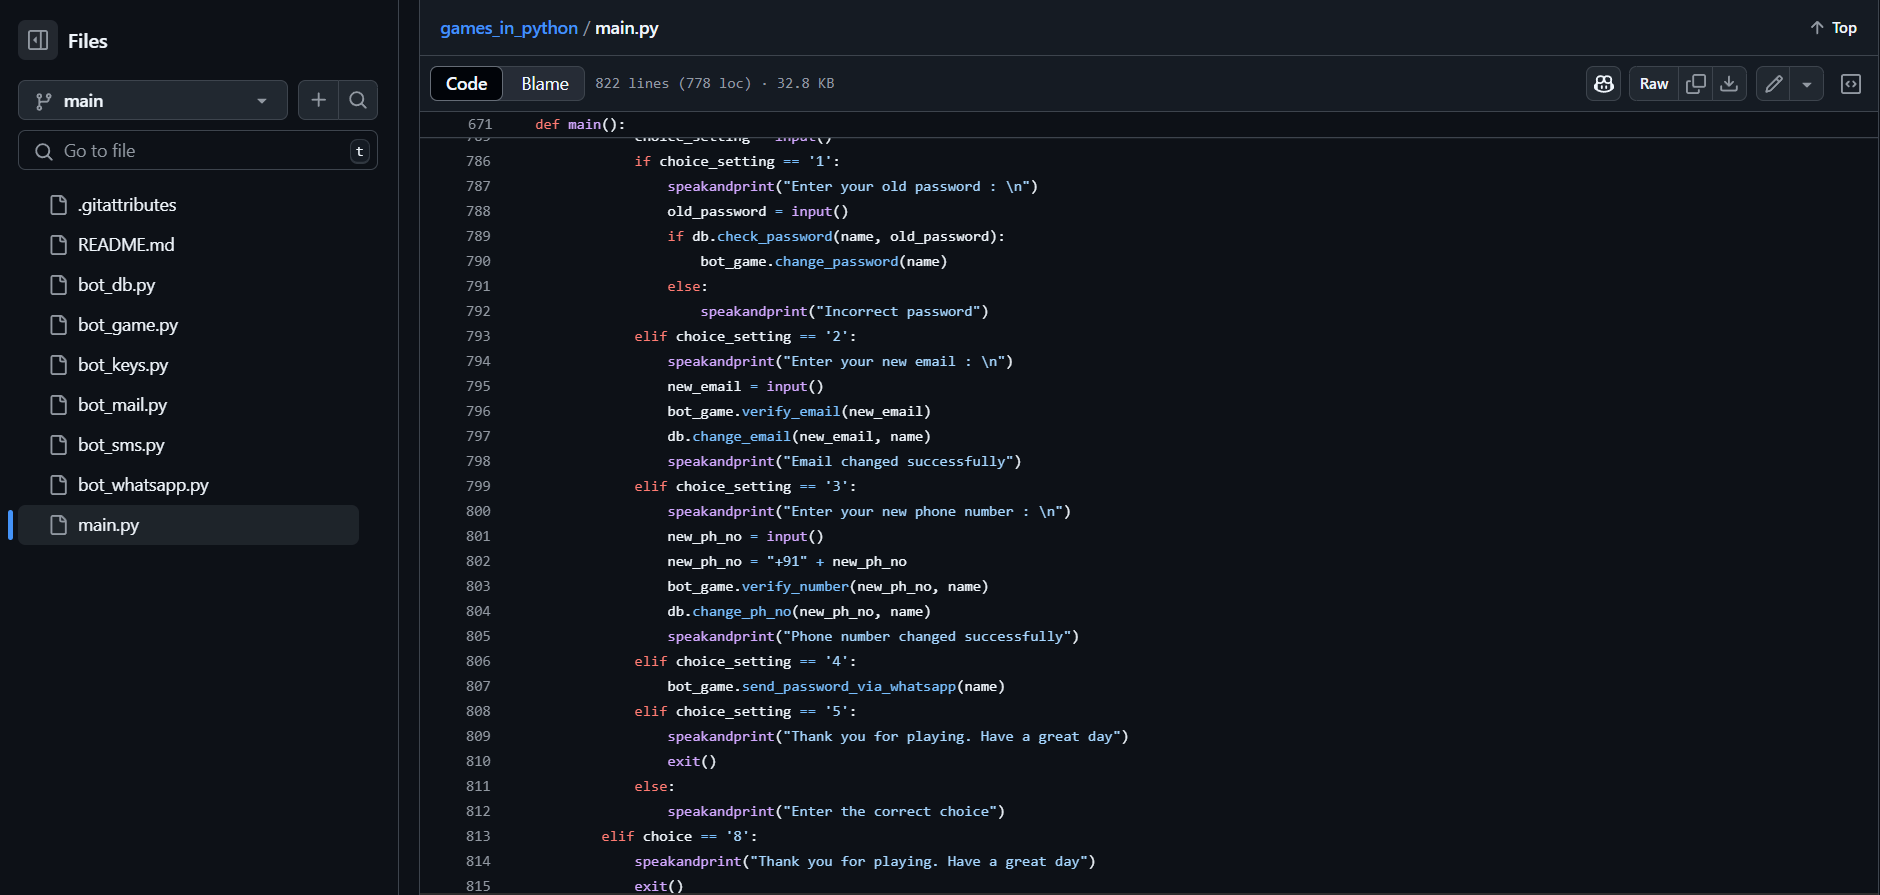 Files
main
Go to file
t
.gitattributes
README.md
bot_db.py
bot_game.py
bot_keys.py
bot_mail.py
bot_sms.py
bot_whatsapp.py
main.py
games_in_python / main.py
Top
Code Blame 822 lines (778 loc) · 32.8 KB
Raw
671 def main():
785 choice_setting = input()
786 if choice_setting == '1':
787 speakandprint("Enter your old password : \n")
788 old_password = input()
789 if db.check_password(name, old_password):
790 bot_game.change_password(name)
791 else:
792 speakandprint("Incorrect password")
793 elif choice_setting == '2':
794 speakandprint("Enter your new email : \n")
795 new_email = input()
796 bot_game.verify_email(new_email)
797 db.change_email(new_email, name)
798 speakandprint("Email changed successfully")
799 elif choice_setting == '3':
800 speakandprint("Enter your new phone number : \n")
801 new_ph_no = input()
802 new_ph_no = "+91" + new_ph_no
803 bot_game.verify_number(new_ph_no, name)
804 db.change_ph_no(new_ph_no, name)
805 speakandprint("Phone number changed successfully")
806 elif choice_setting == '4':
807 bot_game.send_password_via_whatsapp(name)
808 elif choice_setting == '5':
809 speakandprint("Thank you for playing. Have a great day")
810 exit()
811 else:
812 speakandprint("Enter the correct choice")
813 elif choice == '8':
814 speakandprint("Thank you for playing. Have a great day")
815 exit()